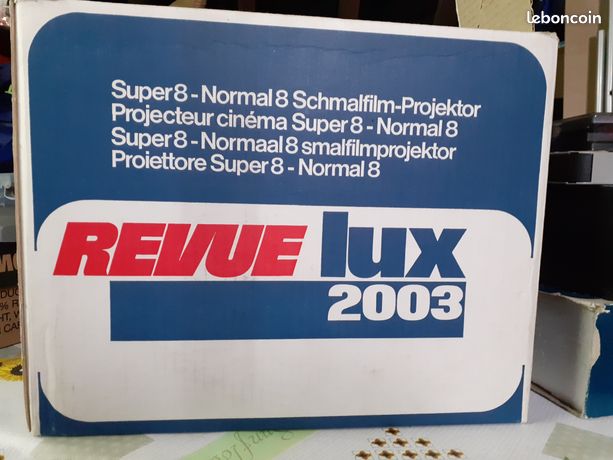 leboncoin
Super 8 - Normal 8 Schmalfilm-Projektor
Projecteur cinéma Super 8 - Normal 8
Super 8 - Normaal 8 smalfilmprojektor
Proiettore Super 8 - Normal 8
REVUE lux
2003